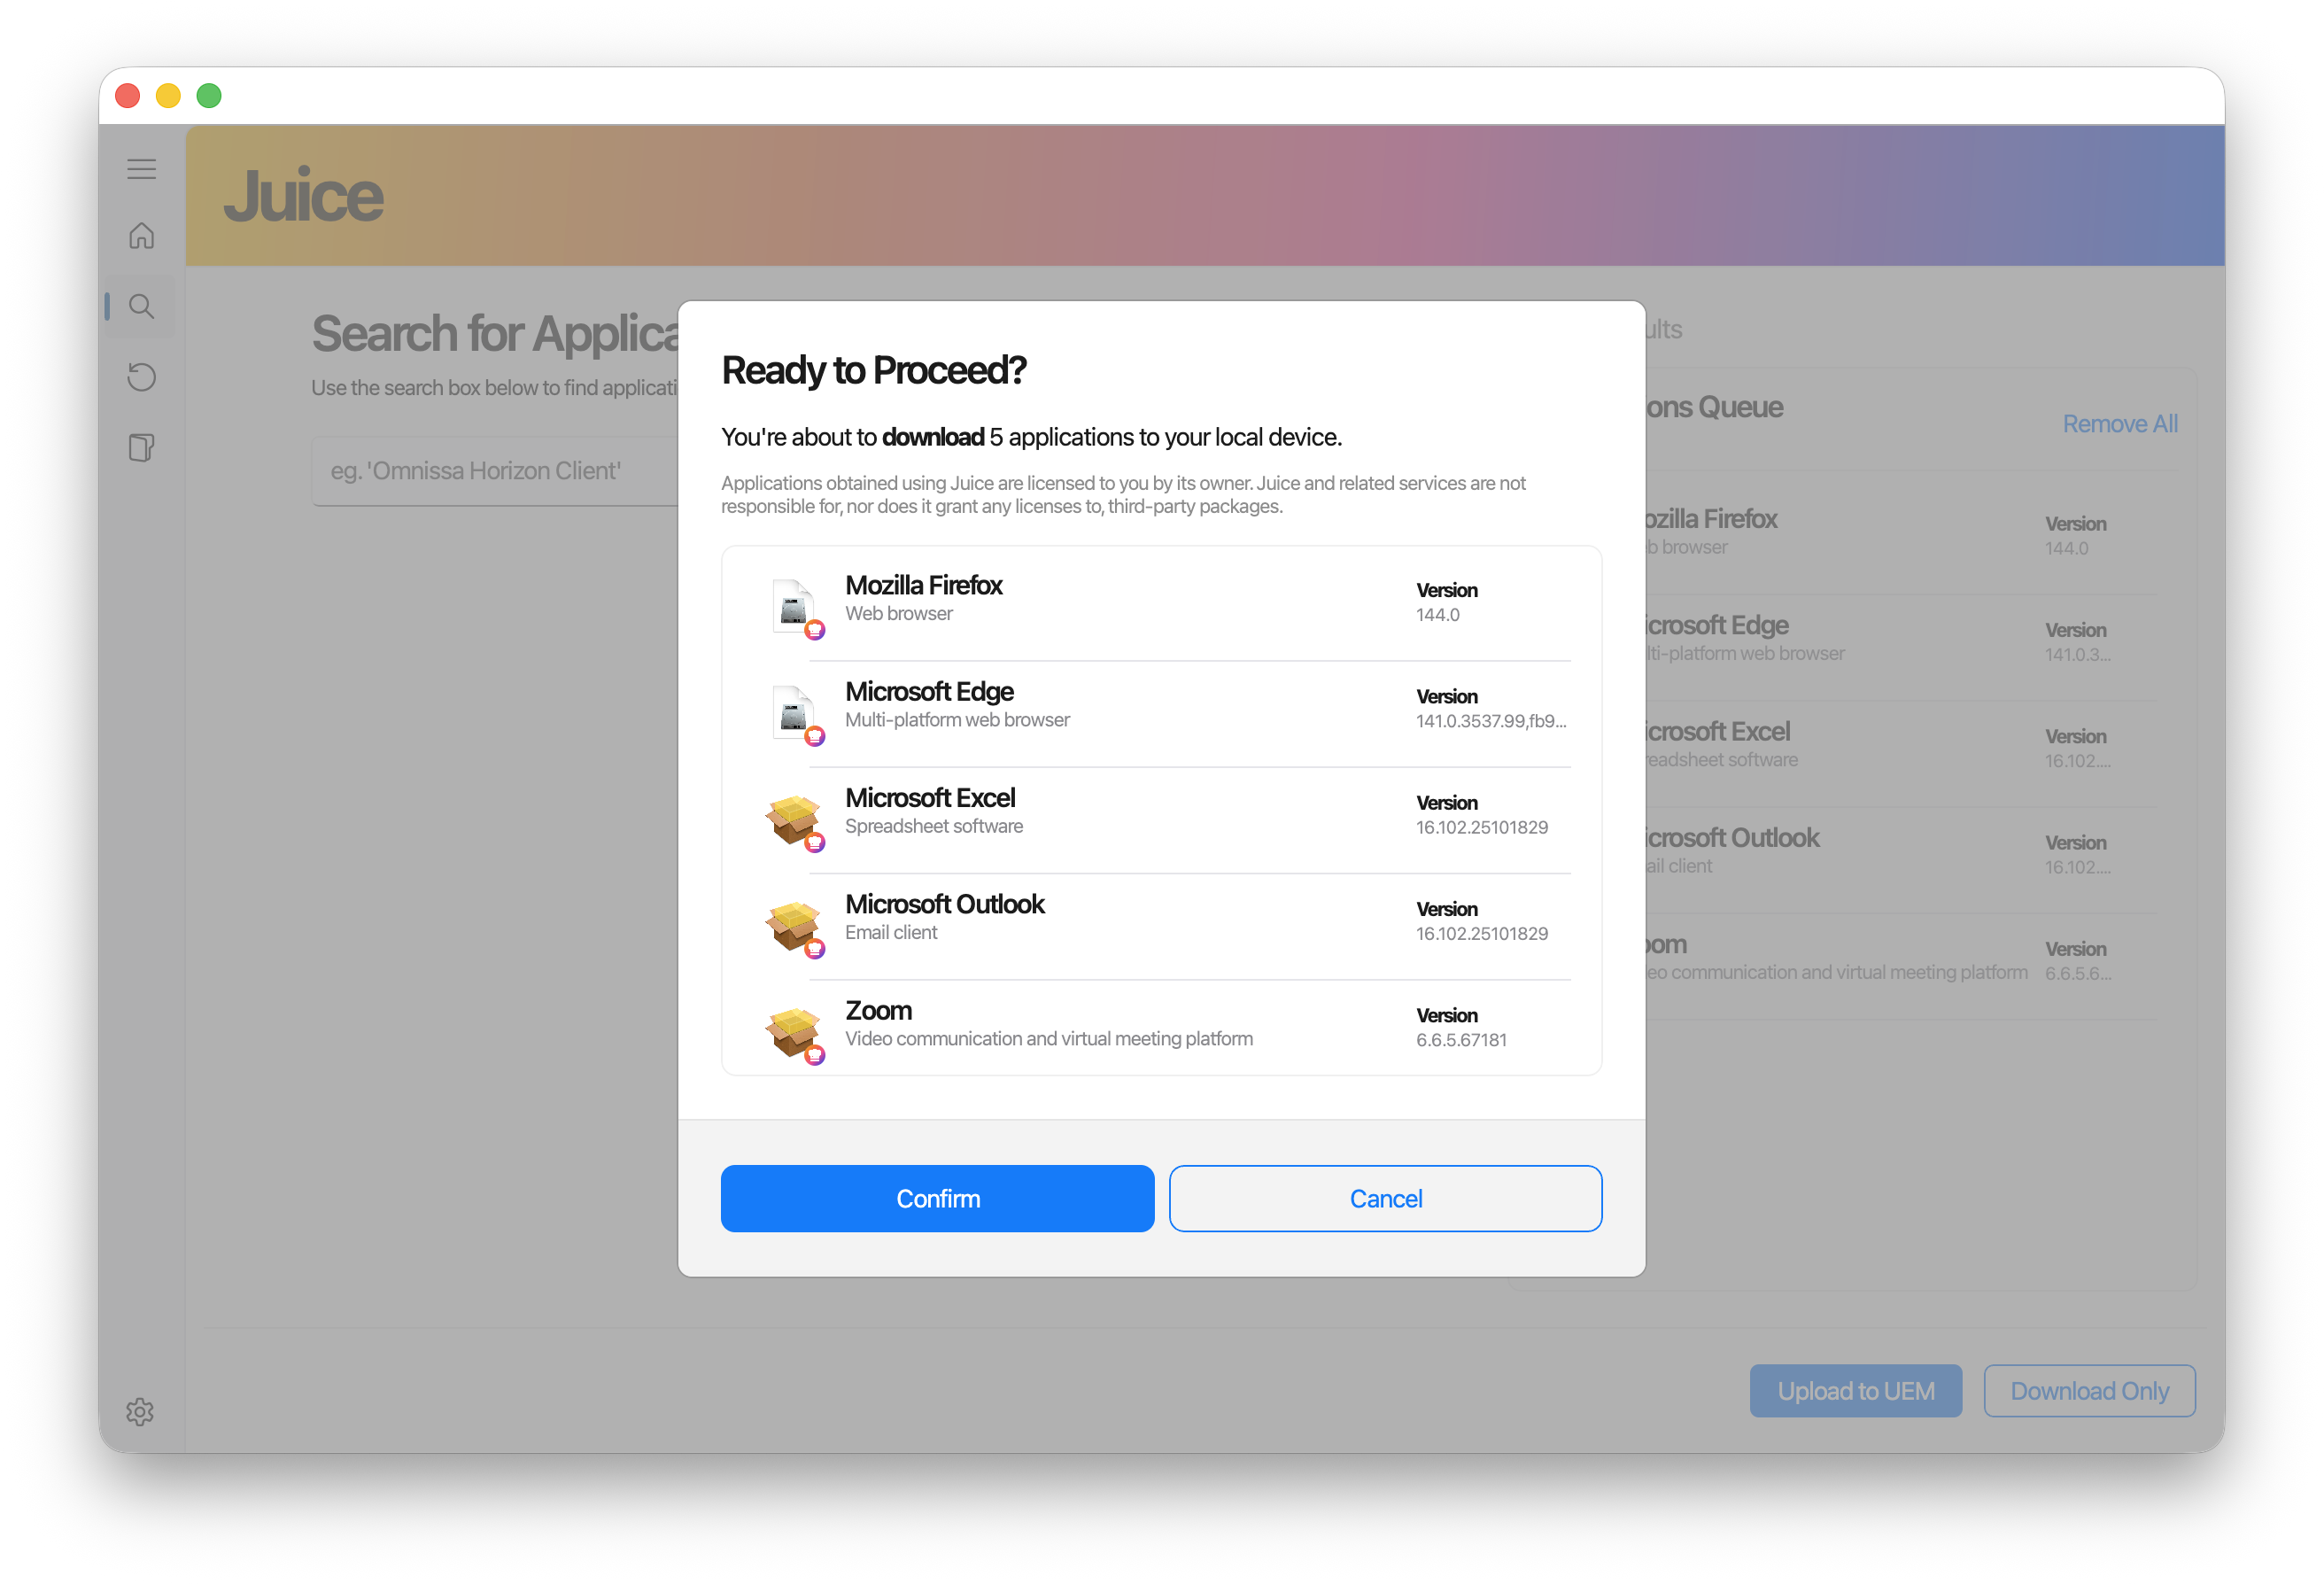 Juice
Search for Applica
Use the search box below to find applicati
eg. 'Omnissa Horizon Client'
Ready to Proceed?
You're about to download 5 applications to your local device.
Applications obtained using Juice are licensed to you by its owner. Juice and related services are not
responsible for, nor does it grant any licenses to, third-party packages.
Mozilla Firefox
Web browser
Version
144.0
Microsoft Edge
Multi-platform web browser
Version
141.0.3537.99,fb9...
Microsoft Excel
Spreadsheet software
Version
16.102.25101829
Microsoft Outlook
Email client
Version
16.102.25101829
Zoom
Video communication and virtual meeting platform
Version
6.6.5.67181
Confirm
Cancel
ults
ons Queue
Remove All
ozilla Firefox
b browser
Version
144.0
icrosoft Edge
lti-platform web browser
Version
141.0.3...
icrosoft Excel
readsheet software
Version
16.102....
icrosoft Outlook
ail client
Version
16.102....
oom
eo communication and virtual meeting platform
Version
6.6.5.6...
Upload to UEM
Download Only